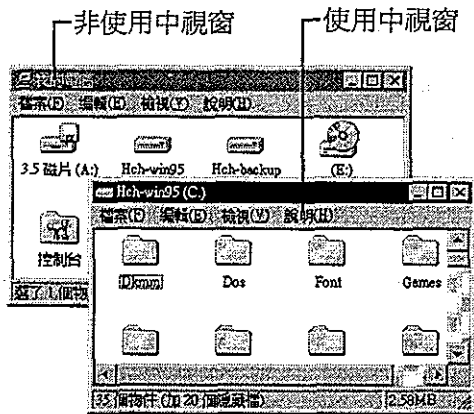 非使用中視窗
使用中視窗
檔案(F) 編輯(E) 檢視(V) 說明(H)
3.5 磁片 (A:) Hch-win95 Hch-backup (E:)
控制台
Hch-win95 (C:)
檔案(F) 編輯(E) 檢視(V) 說明(H)
Dkmm Dos Font Games
35 個物件 (加 20 個隱藏檔) 2.58MB